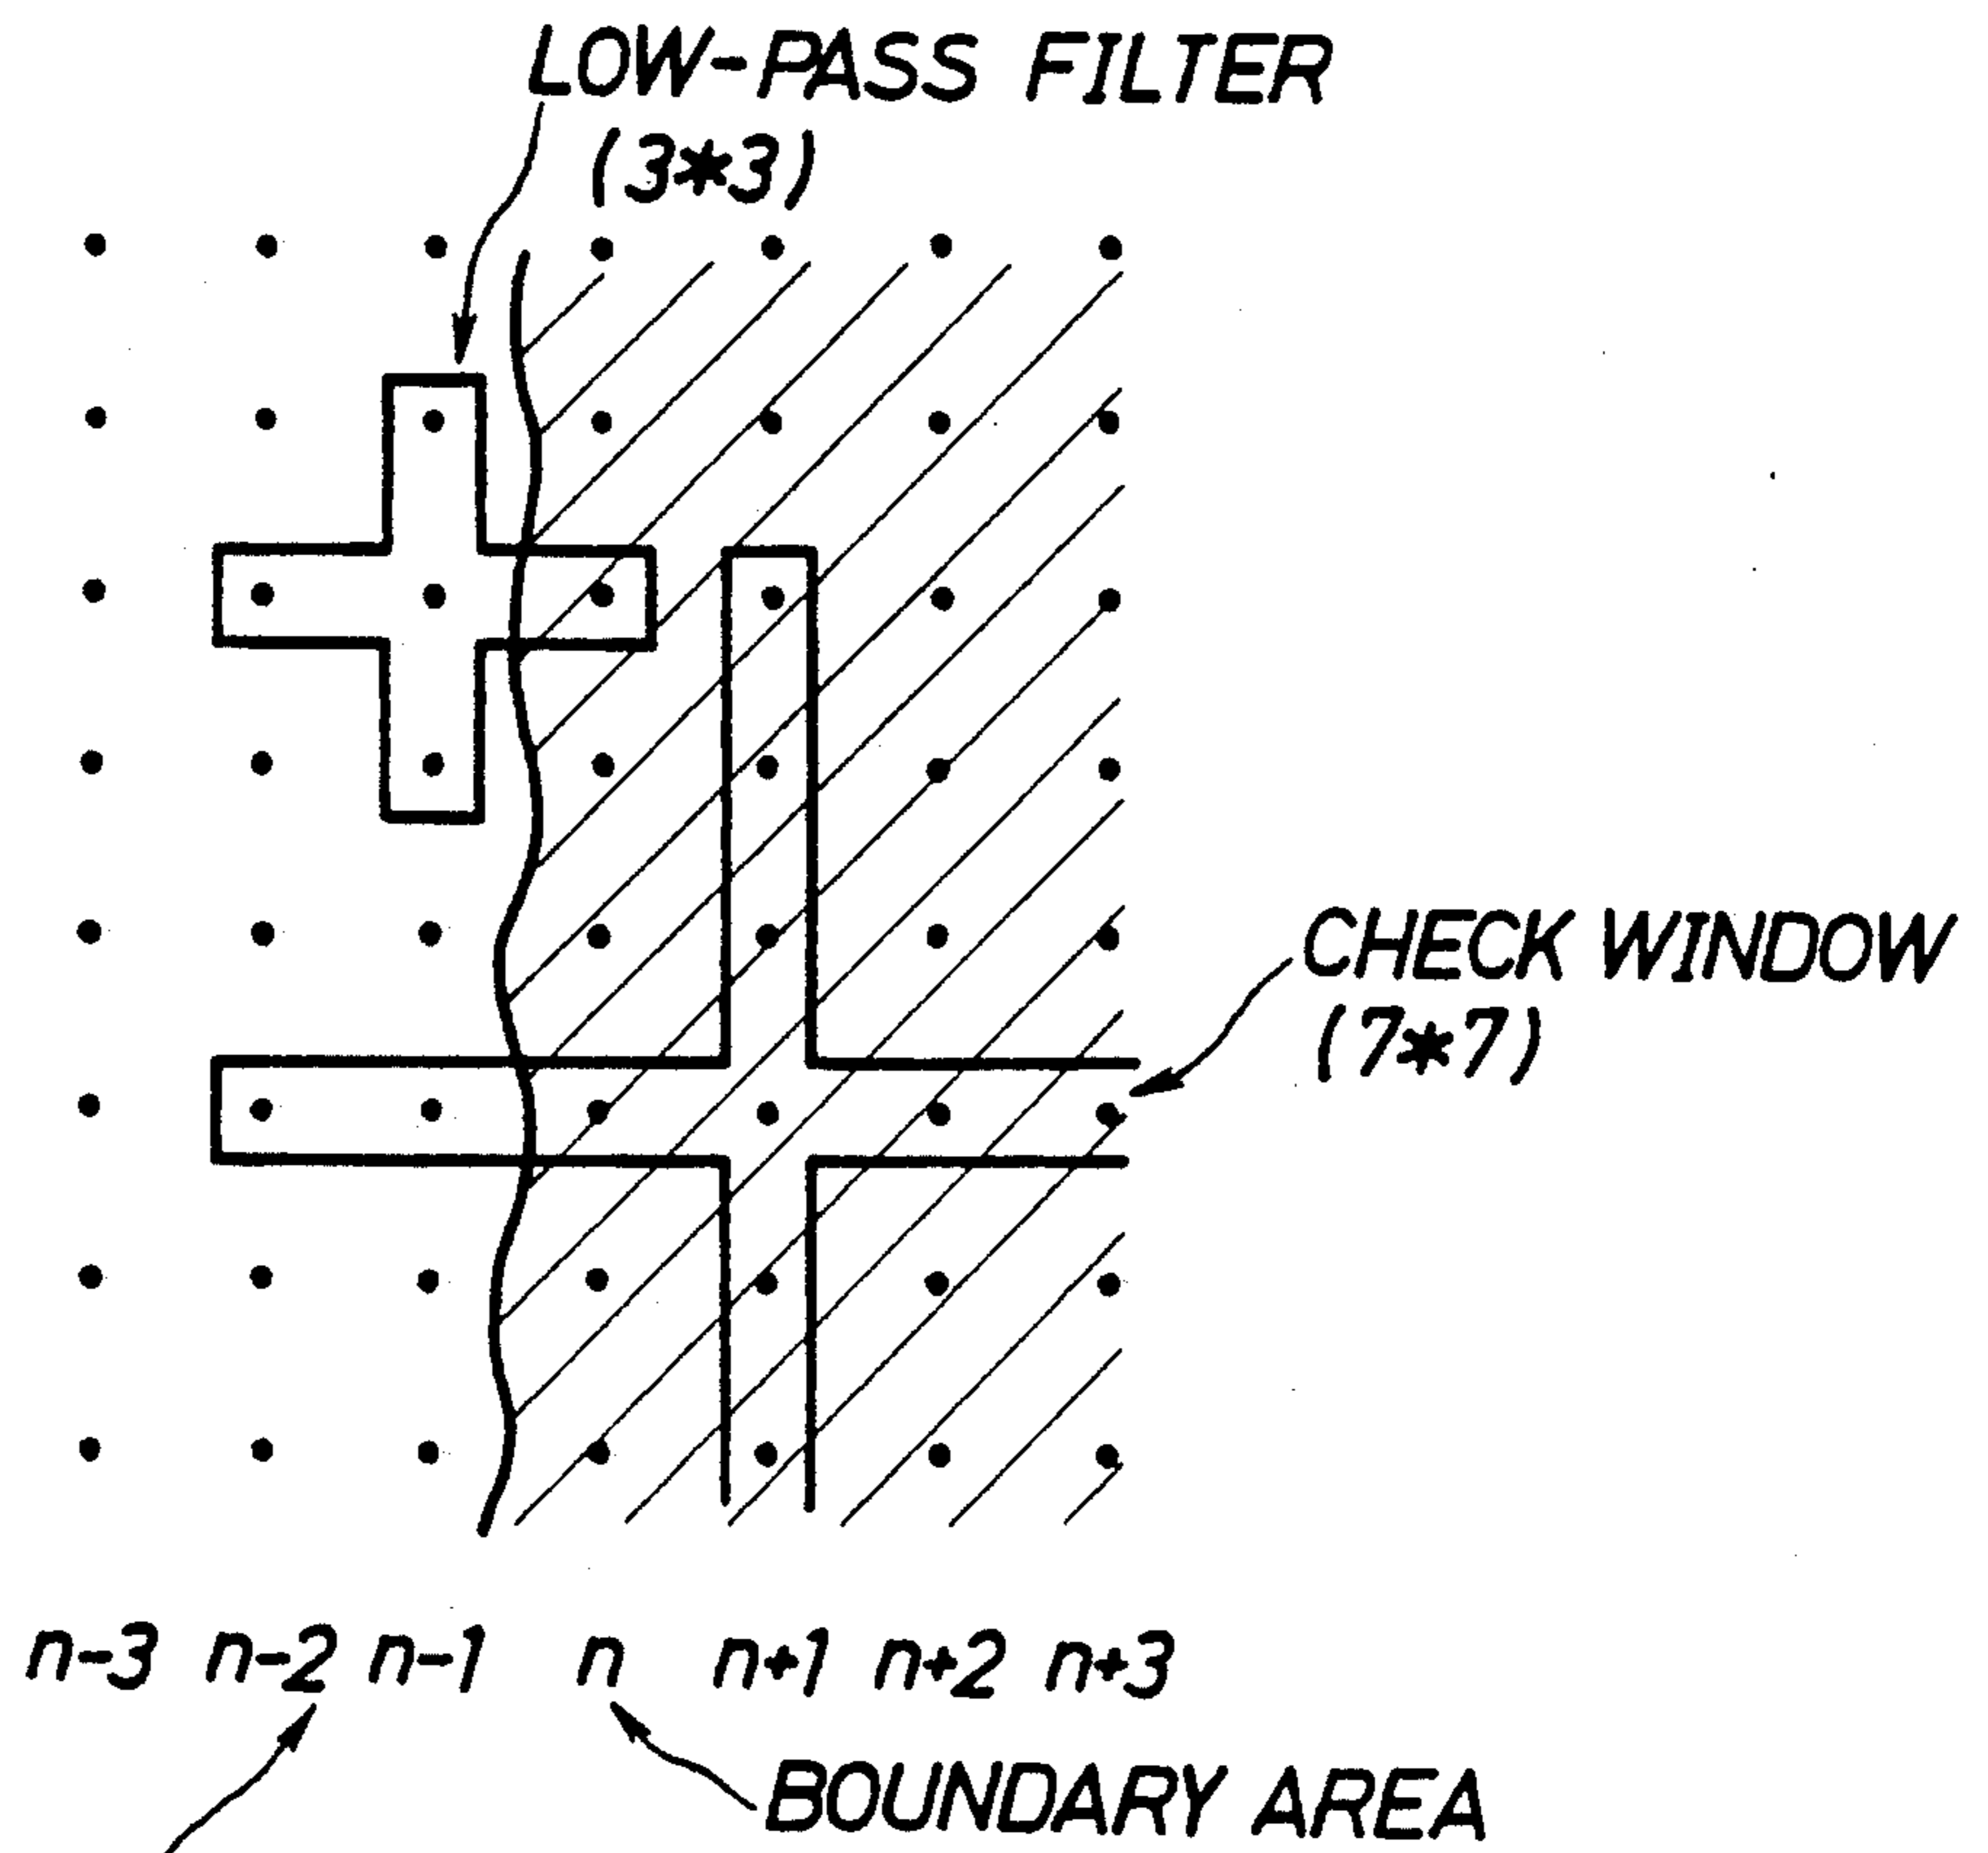 LOW-PASS FILTER
(3*3)
CHECK WINDOW
(7*7)
n-3 n-2 n-1 n n+1 n+2 n+3
BOUNDARY AREA